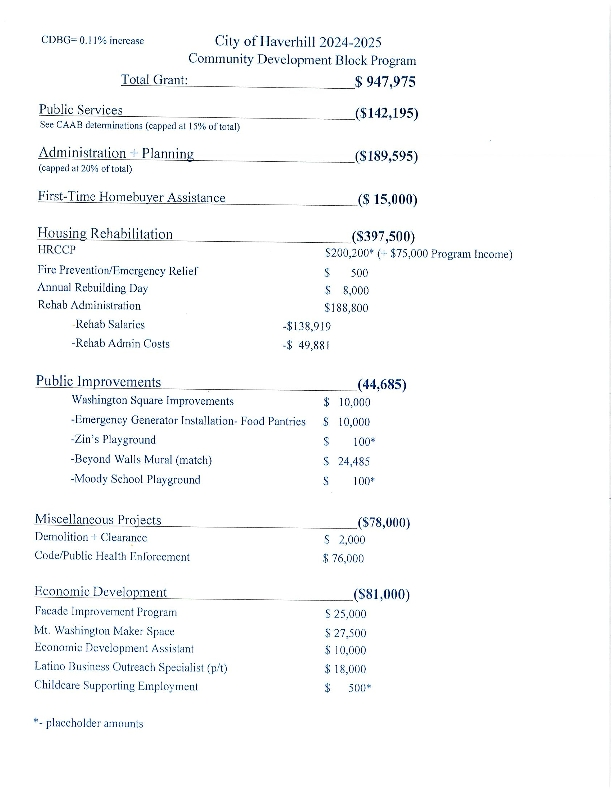 CDBG= 0.11% increase
City of Haverhill 2024-2025
Community Development Block Program
Total Grant: $ 947,975
Public Services ($142,195)
See CAAB determinations (capped at 15% of total)
Administration + Planning ($189,595)
(capped at 20% of total)
First-Time Homebuyer Assistance ($ 15,000)
Housing Rehabilitation ($397,500)
HRCCP $200,200* (+ $75,000 Program Income)
Fire Prevention/Emergency Relief $ 500
Annual Rebuilding Day $ 8,000
Rehab Administration $188,800
-Rehab Salaries -$138,919
-Rehab Admin Costs -$ 49,881
Public Improvements (44,685)
Washington Square Improvements $ 10,000
-Emergency Generator Installation- Food Pantries $ 10,000
-Zin's Playground $ 100*
-Beyond Walls Mural (match) $ 24,485
-Moody School Playground $ 100*
Miscellaneous Projects ($78,000)
Demolition + Clearance $ 2,000
Code/Public Health Enforcement $ 76,000
Economic Development ($81,000)
Facade Improvement Program $ 25,000
Mt. Washington Maker Space $ 27,500
Economic Development Assistant $ 10,000
Latino Business Outreach Specialist (p/t) $ 18,000
Childcare Supporting Employment $ 500*
*- placeholder amounts